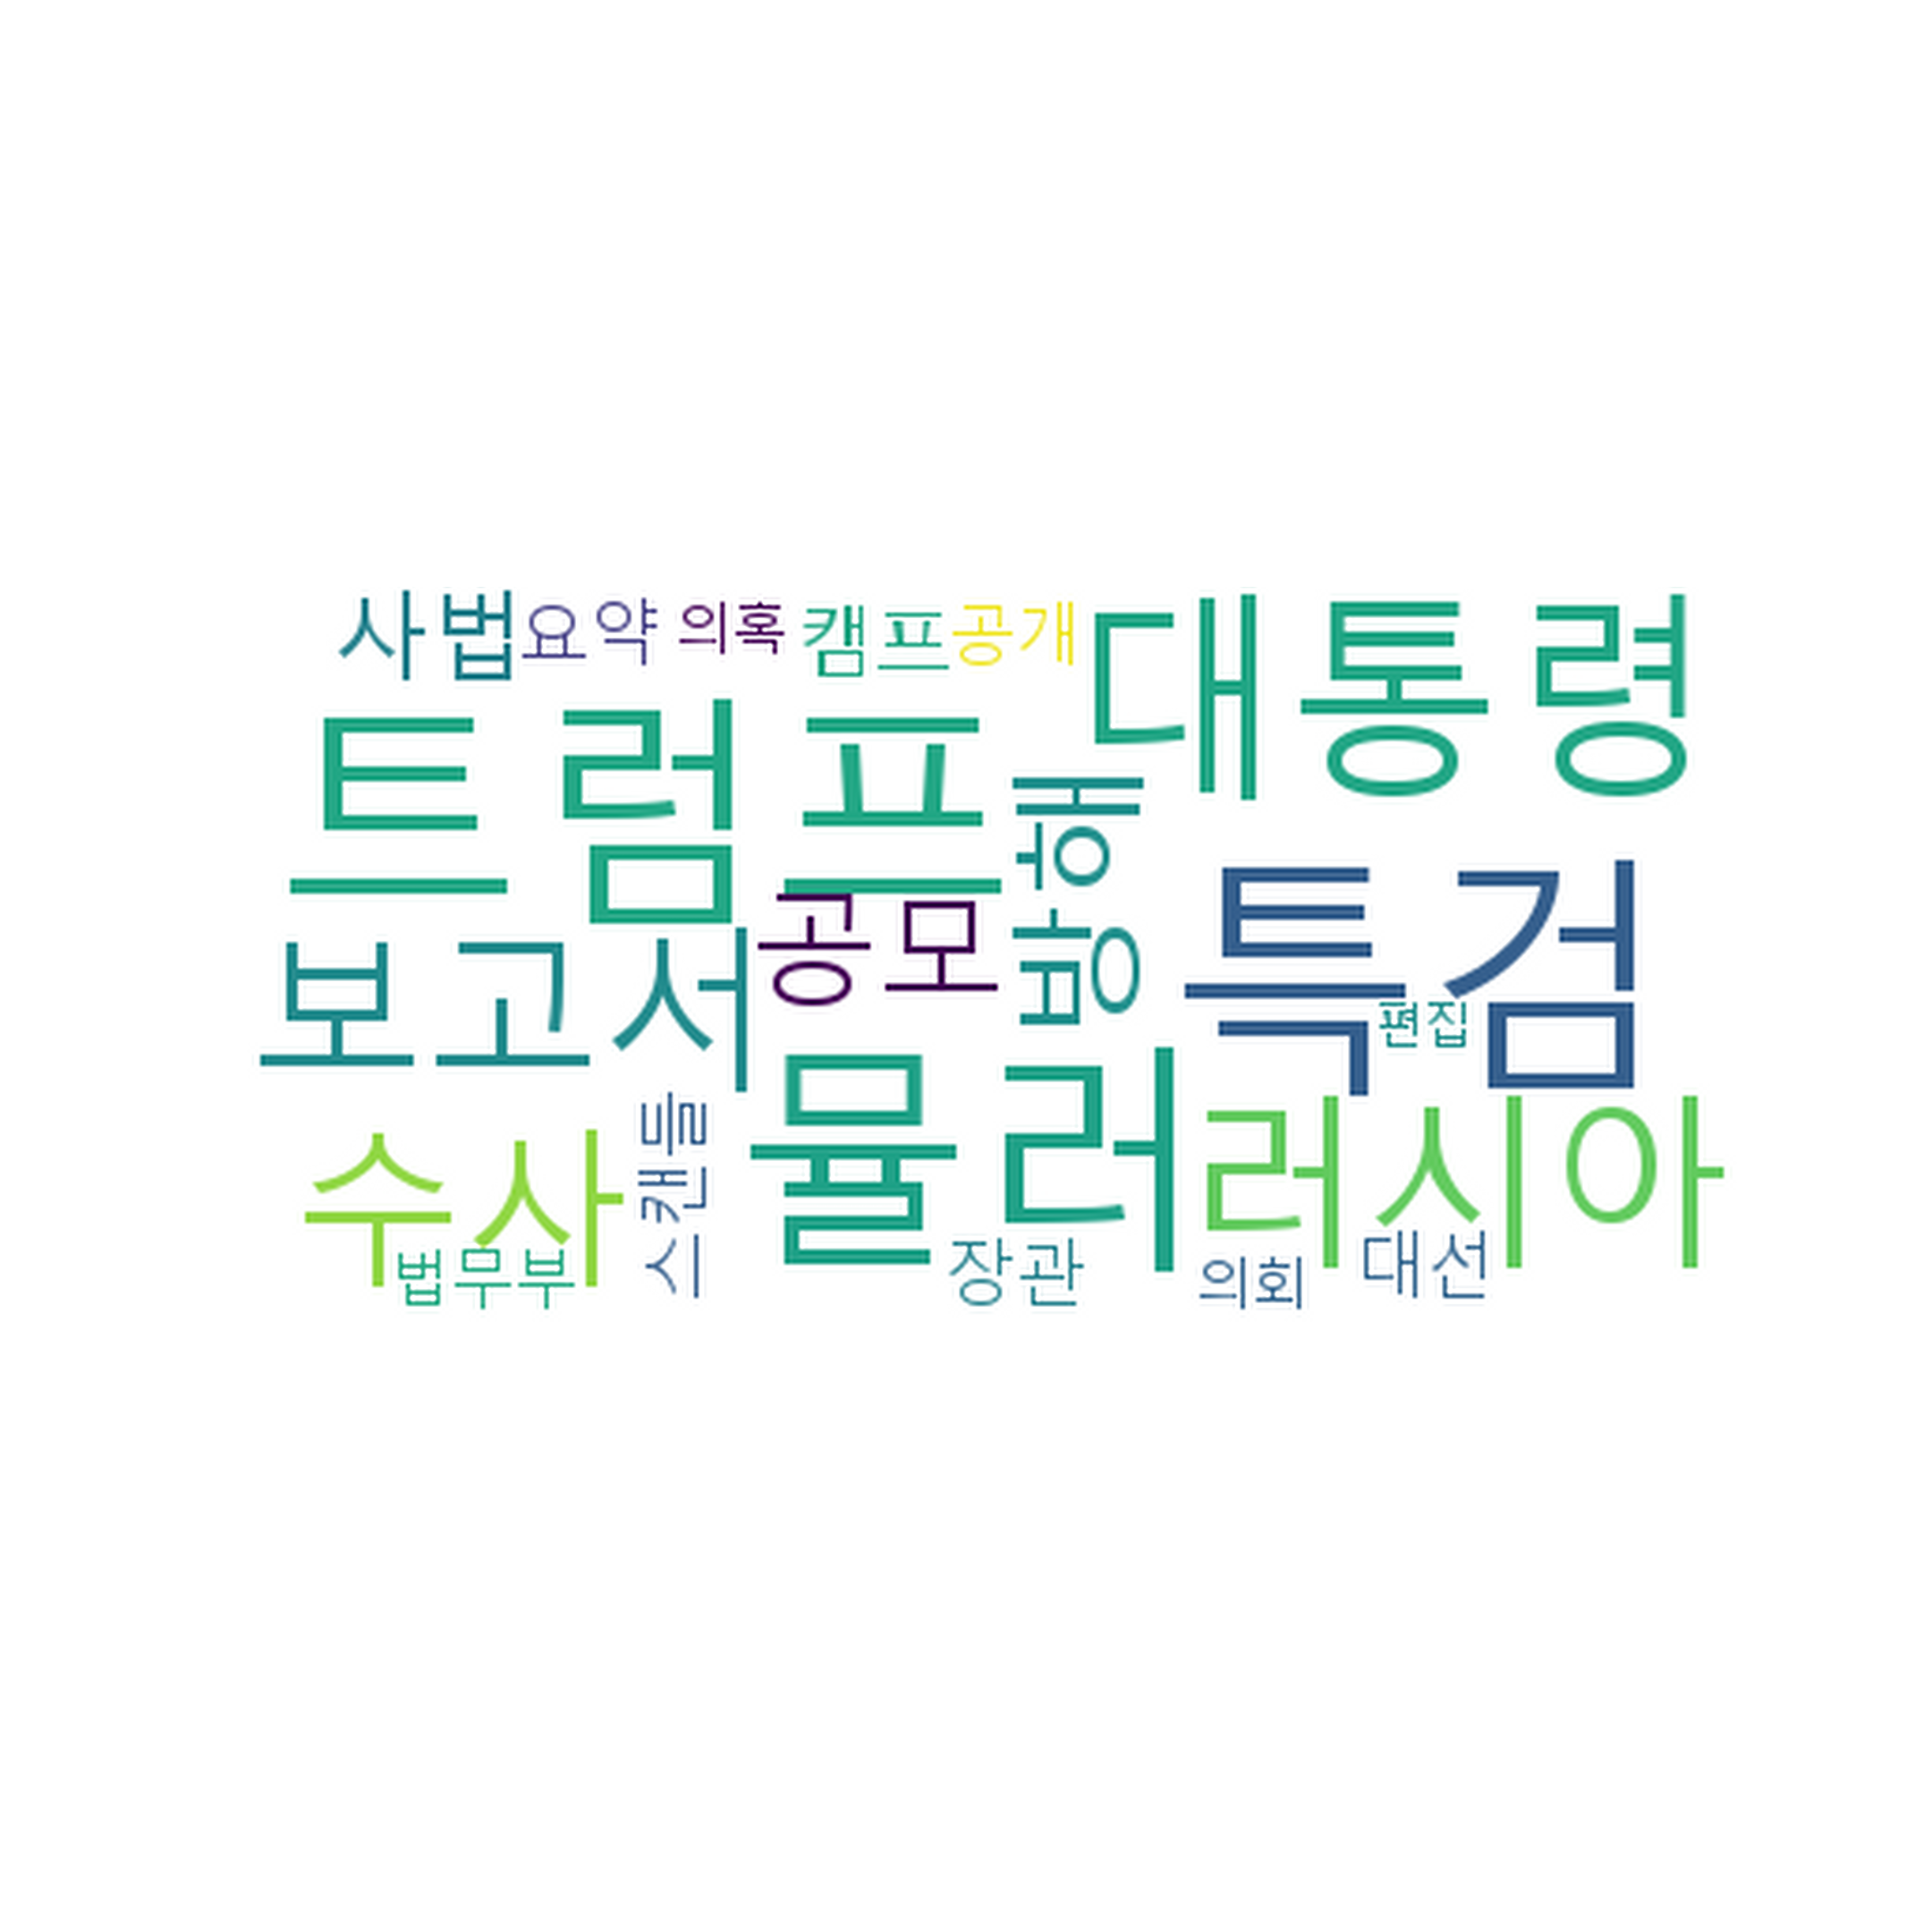 사법
요약
의혹
캠프
공개
대통령
트럼프
방해
특검
공모
보고서
편집
뮬러
러시아
수사
스캔들
법무부
장관
의회
대선